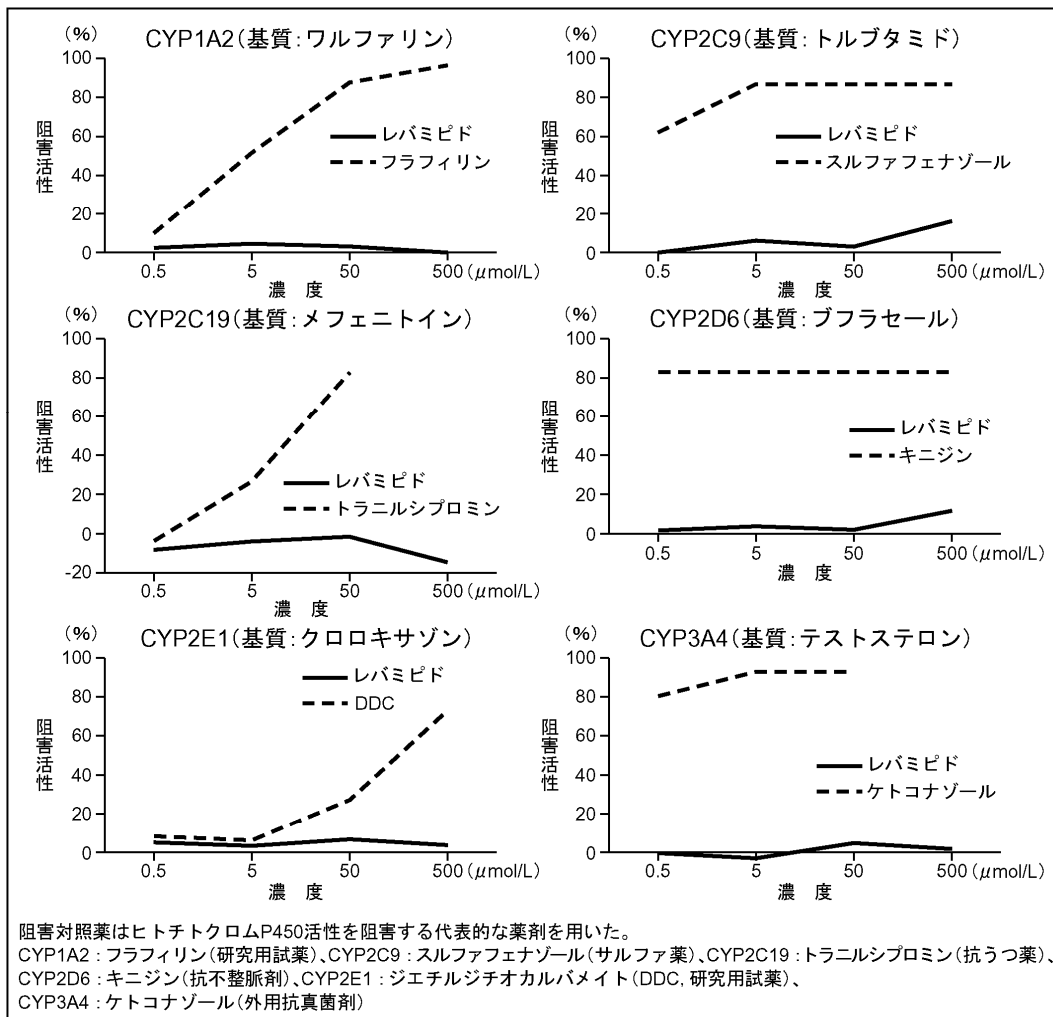 (%)
CYP1A2(基質:ワルファリン)
100
80
60
40
20
0
阻害活性
レバミピド
フラフィリン
0.5 5 50 500(μmol/L)
濃 度
(%)
CYP2C9(基質:トルブタミド)
100
80
60
40
20
0
阻害活性
レバミピド
スルファフェナゾール
0.5 5 50 500(μmol/L)
濃 度
(%)
CYP2C19(基質:メフェニトイン)
100
80
60
40
20
0
-20
阻害活性
レバミピド
トラニルシプロミン
0.5 5 50 500(μmol/L)
濃 度
(%)
CYP2D6(基質:ブフラセール)
100
80
60
40
20
0
阻害活性
レバミピド
キニジン
0.5 5 50 500(μmol/L)
濃 度
(%)
CYP2E1(基質:クロロキサゾン)
100
80
60
40
20
0
阻害活性
レバミピド
DDC
0.5 5 50 500(μmol/L)
濃 度
(%)
CYP3A4(基質:テストステロン)
100
80
60
40
20
0
阻害活性
レバミピド
ケトコナゾール
0.5 5 50 500(μmol/L)
濃 度
阻害対照薬はヒトチトクロムP450活性を阻害する代表的な薬剤を用いた。
CYP1A2:フラフィリン(研究用試薬)、CYP2C9:スルファフェナゾール(サルファ薬)、CYP2C19:トラニルシプロミン(抗うつ薬)、
CYP2D6:キニジン(抗不整脈剤)、CYP2E1:ジエチルジチオカルバメイト(DDC, 研究用試薬)、
CYP3A4:ケトコナゾール(外用抗真菌剤)